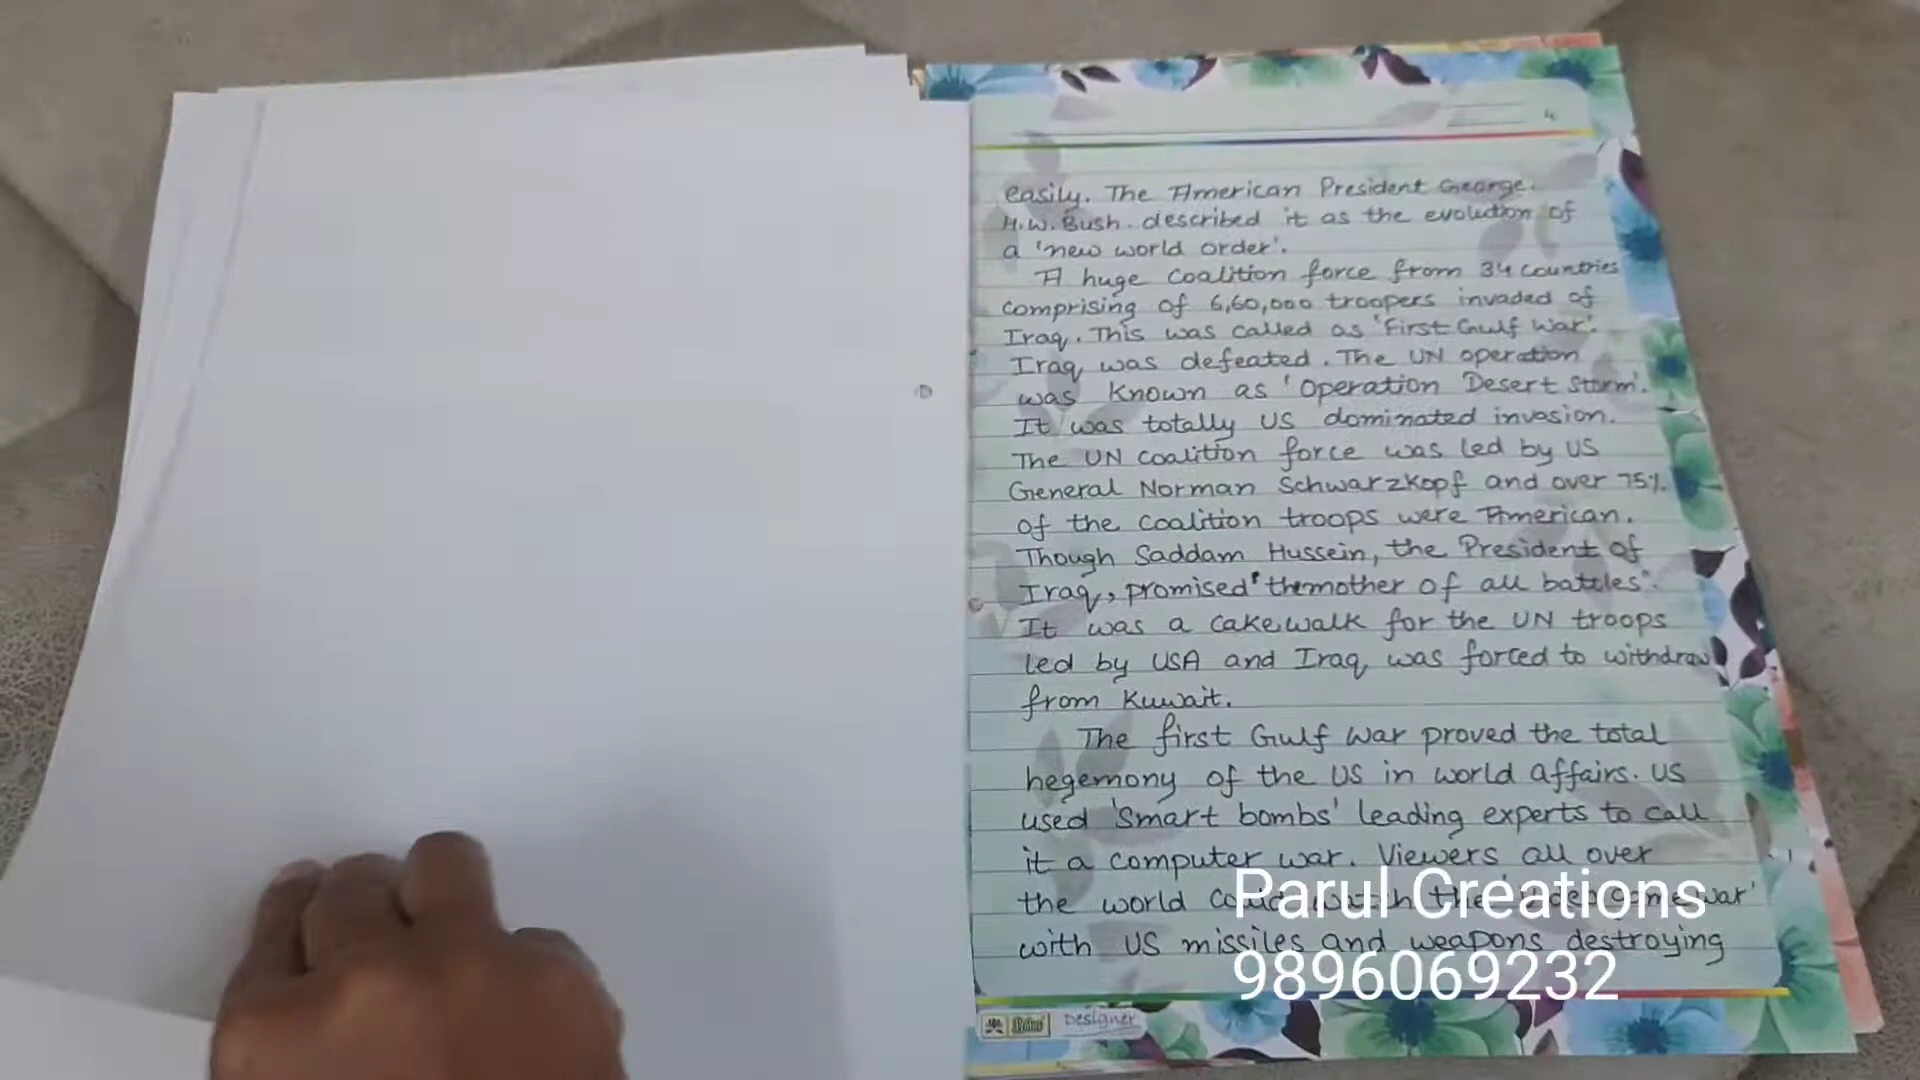 4
easily. The American President George.
H.W. Bush. described it as the evolution of
a 'new world order'.
A huge coalition force from 34 countries
comprising of 6,60,000 troopers invaded of
Iraq. This was called as 'First Gulf War'.
Iraq was defeated. The UN operation
was known as 'Operation Desert Storm'.
It was totally US dominated invasion.
The UN coalition force was led by US
General Norman Schwarzkopf and over 75%
of the coalition troops were American.
Though Saddam Hussein, the President of
Iraq, promised "the mother of all battles".
It was a cakewalk for the UN troops
led by USA and Iraq was forced to withdraw
from Kuwait.
The first Gulf War proved the total
hegemony of the US in world affairs. US
used 'Smart bombs' leading experts to call
it a computer war. Viewers all over
the world could watch the 'video game war'
with US missiles and weapons destroying
Parul Creations
9896069232
Designer